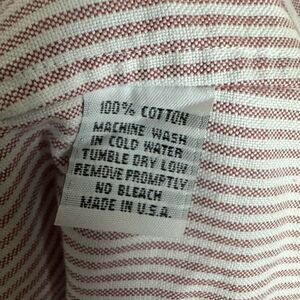 100% COTTON
MACHINE WASH
IN COLD WATER
TUMBLE DRY LOW
REMOVE PROMPTLY
NO BLEACH
MADE IN U.S.A.